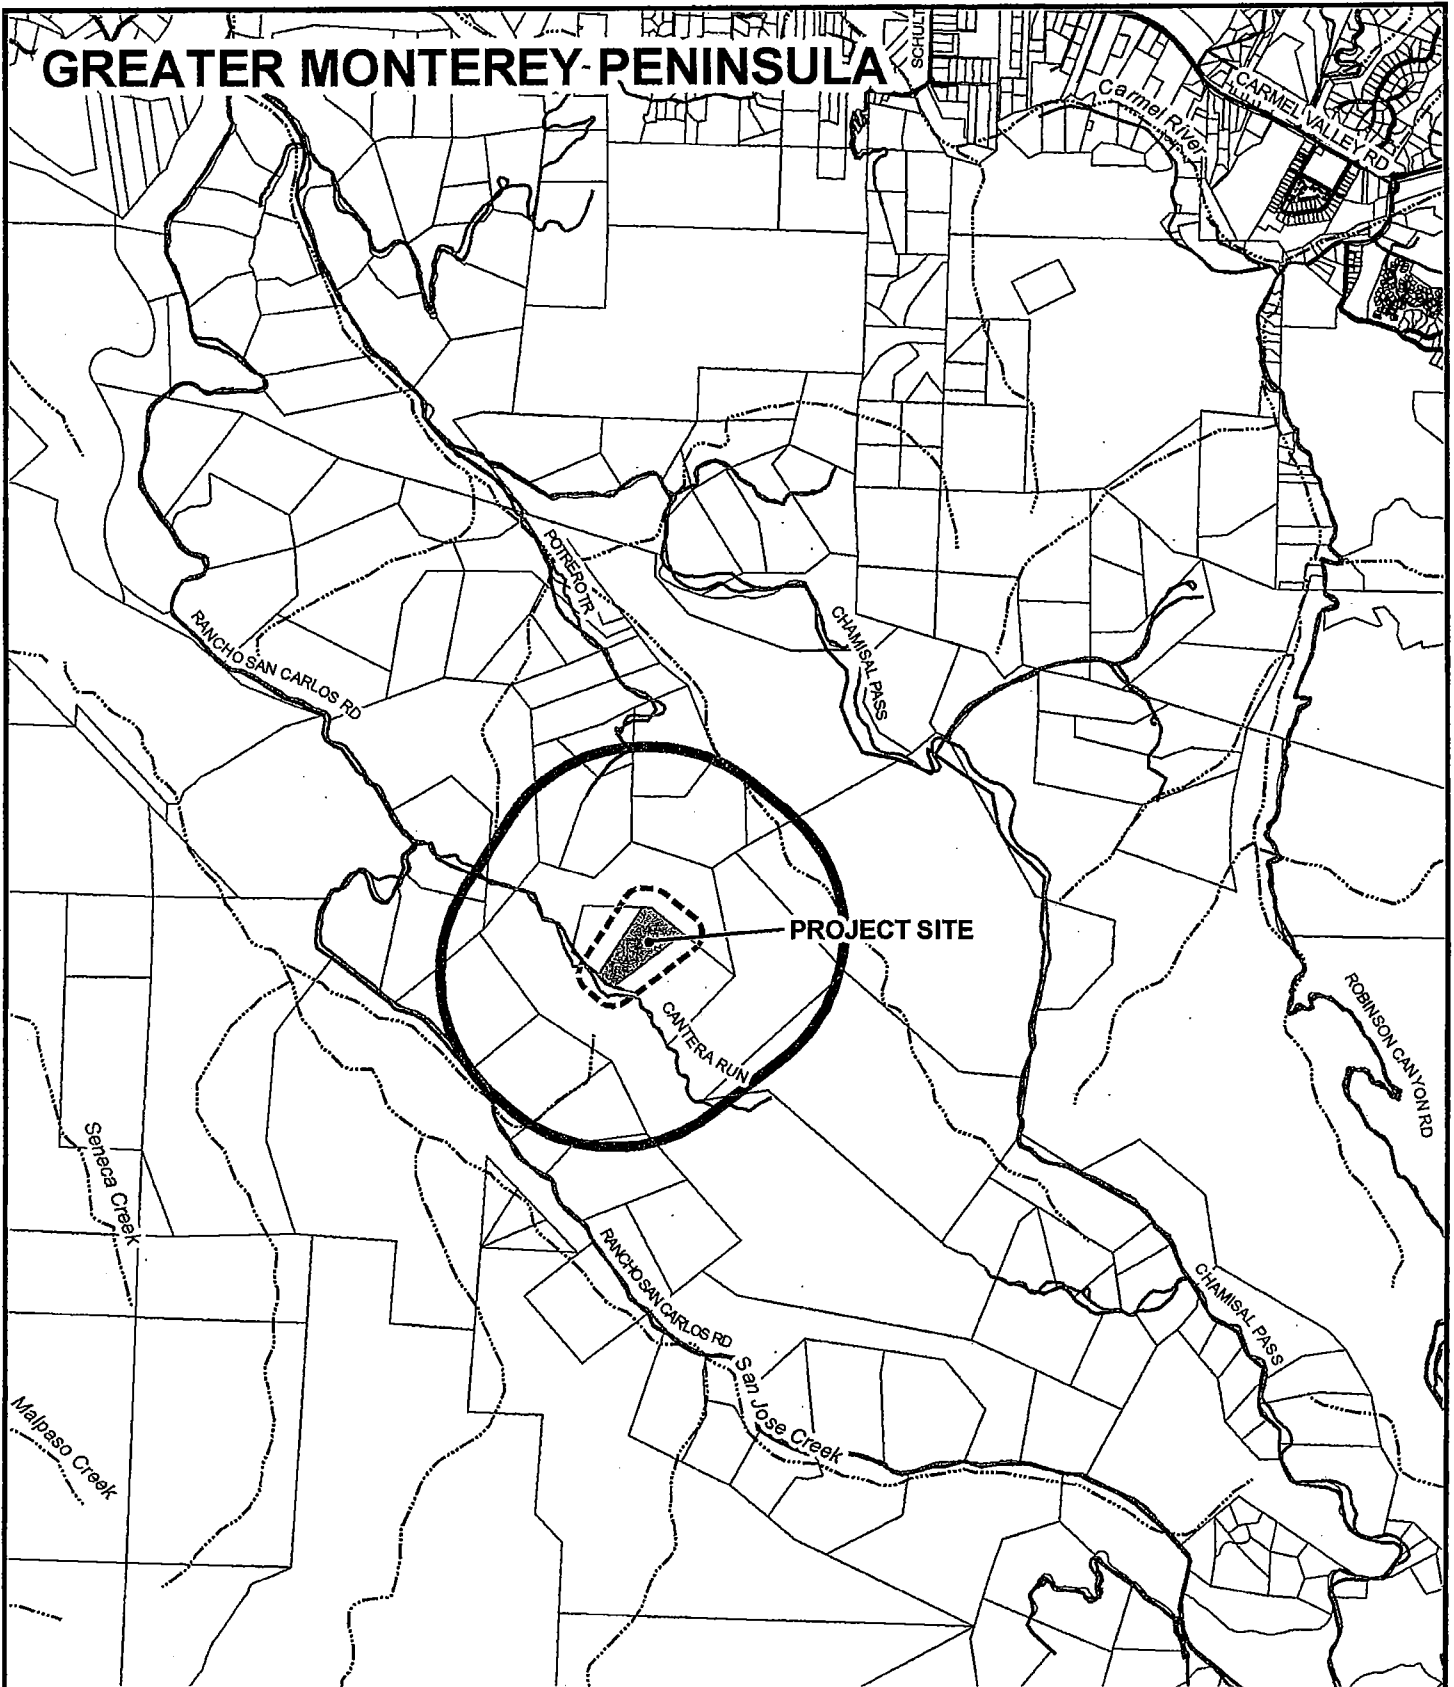 GREATER MONTEREY PENINSULA
SCHULT
Carmel River
CARMEL VALLEY RD
POTRERO TR
RANCHO SAN CARLOS RD
CHAMISAL PASS
PROJECT SITE
CANTERA RUN
ROBINSON CANYON RD
Seneca Creek
RANCHO SAN CARLOS RD
CHAMISAL PASS
San Jose Creek
Malpaso Creek